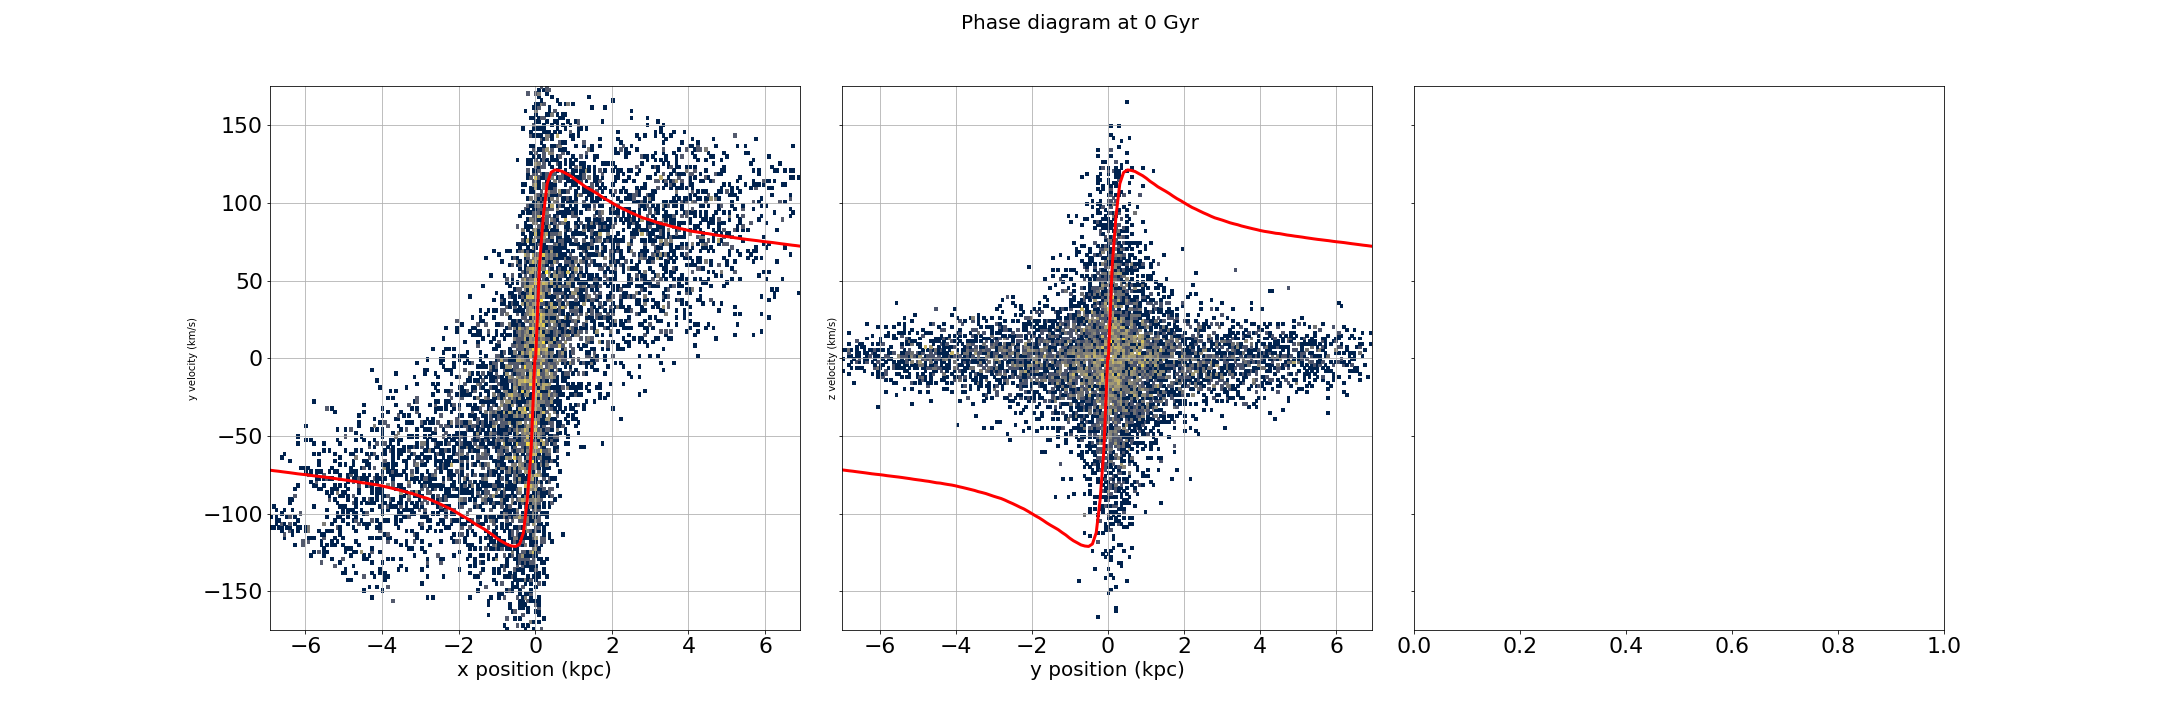 Phase diagram at 0 Gyr
150
100
50
0
−50
−100
−150
y velocity (km/s)
−6 −4 −2 0 2 4 6
x position (kpc)
z velocity (km/s)
−6 −4 −2 0 2 4 6
y position (kpc)
0.0 0.2 0.4 0.6 0.8 1.0